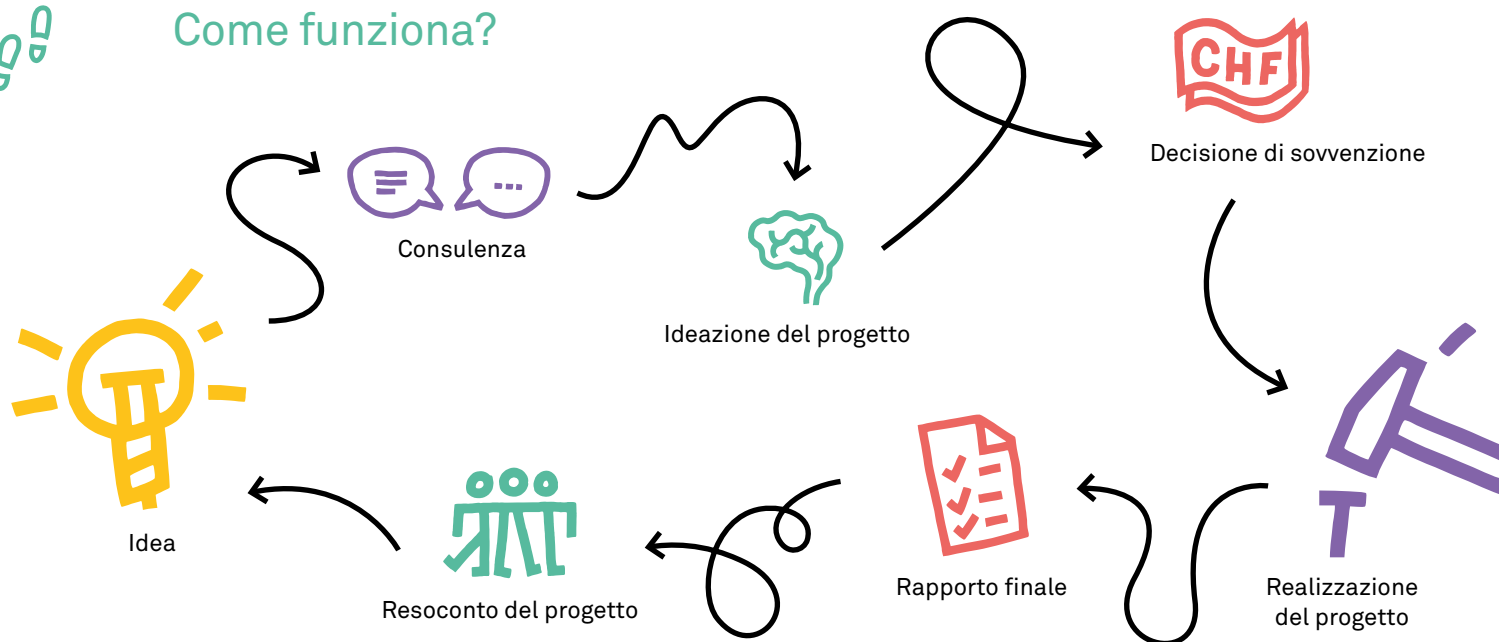 Come funziona?
CHF
Decisione di sovvenzione
Consulenza
Ideazione del progetto
Idea
Resoconto del progetto
Rapporto finale
Realizzazione
del progetto